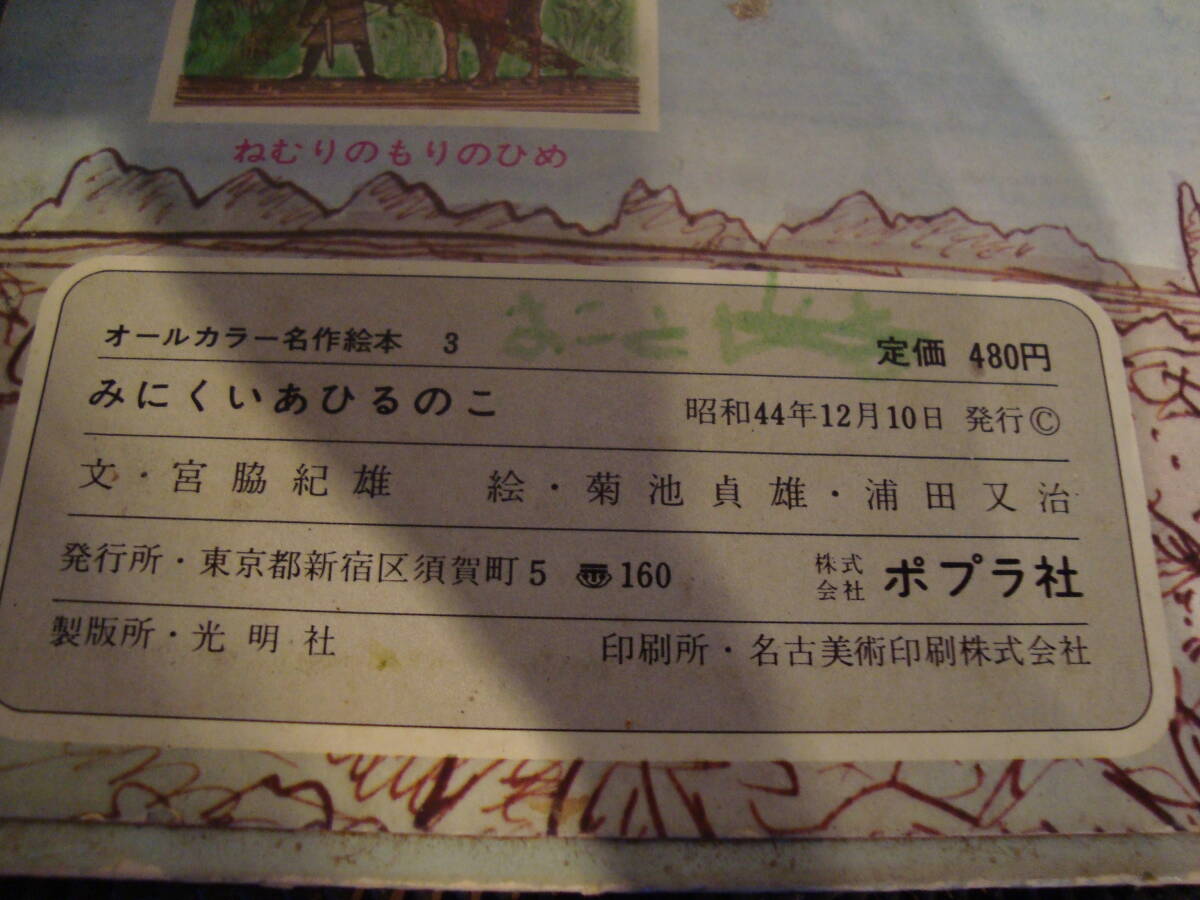 ねむりのもりのひめ
オールカラー名作絵本 3 定価 480円
みにくいあひるのこ 昭和44年12月10日 発行©
文・宮脇紀雄 絵・菊池貞雄・浦田又治
発行所・東京都新宿区須賀町5 〠160 株式会社 ポプラ社
製版所・光明社 印刷所・名古美術印刷株式会社